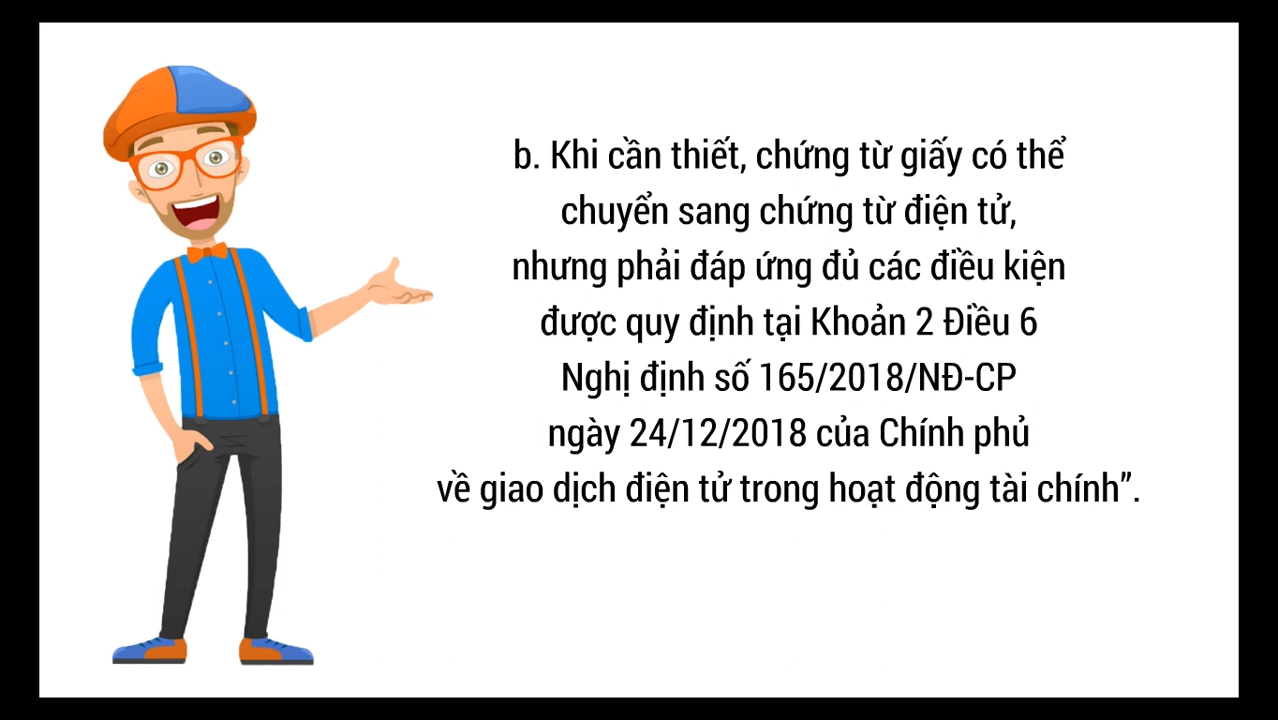 b. Khi cần thiết, chứng từ giấy có thể
chuyển sang chứng từ điện tử,
nhưng phải đáp ứng đủ các điều kiện
được quy định tại Khoản 2 Điều 6
Nghị định số 165/2018/NĐ-CP
ngày 24/12/2018 của Chính phủ
về giao dịch điện tử trong hoạt động tài chính”.